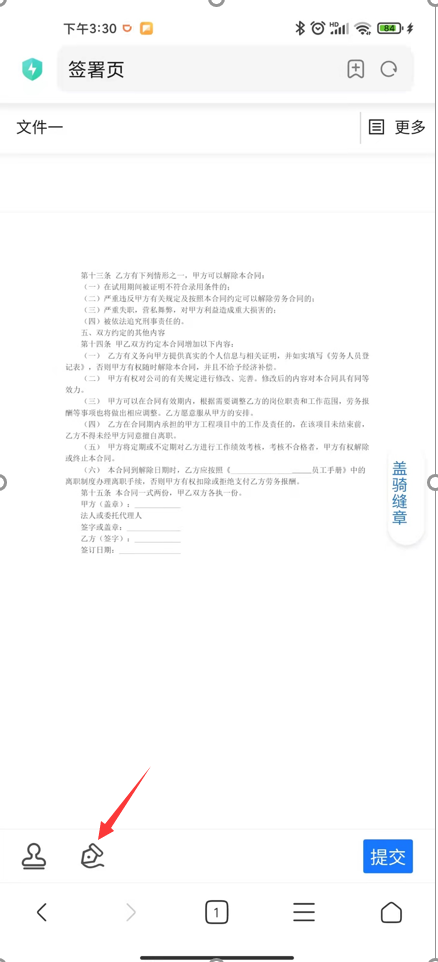 下午3:30
HD
84
签署页
文件一
更多
第十三条 乙方有下列情形之一，甲方可以解除本合同：
（一）在试用期间被证明不符合录用条件的；
（二）严重违反甲方有关规定及按照本合同约定可以解除劳务合同的；
（三）严重失职，营私舞弊，对甲方利益造成重大损害的；
（四）被依法追究刑事责任的。
五、双方约定的其他内容
第十四条 甲乙双方约定本合同增加以下内容：
（一） 乙方有义务向甲方提供真实的个人信息与相关证明，并如实填写《劳务人员登
记表》，否则甲方有权随时解除本合同，并且不给予经济补偿。
（二） 甲方有权对公司的有关规定进行修改、完善。修改后的内容对本合同具有同等
效力。
（三） 甲方可以在合同有效期内，根据需要调整乙方的岗位职责和工作范围，劳务报
酬等事项也将做出相应调整。乙方愿意服从甲方的安排。
（四） 乙方在合同期内承担的甲方工程项目中的工作及责任的，在该项目未结束前，
乙方不得未经甲方同意擅自离职。
（五） 甲方将定期或不定期对乙方进行工作绩效考核，考核不合格者，甲方有权解除
或终止本合同。
（六） 本合同到解除日期时，乙方应按照《____________ ____员工手册》中的
离职制度办理离职手续，否则甲方有权扣除或拒绝支付乙方劳务报酬。
第十五条 本合同一式两份，甲乙双方各执一份。
甲方（盖章）：__________
法人或委托代理人
签字或盖章：____________
乙方（签字）：__________
签订日期：______________
盖骑缝章
提交
1